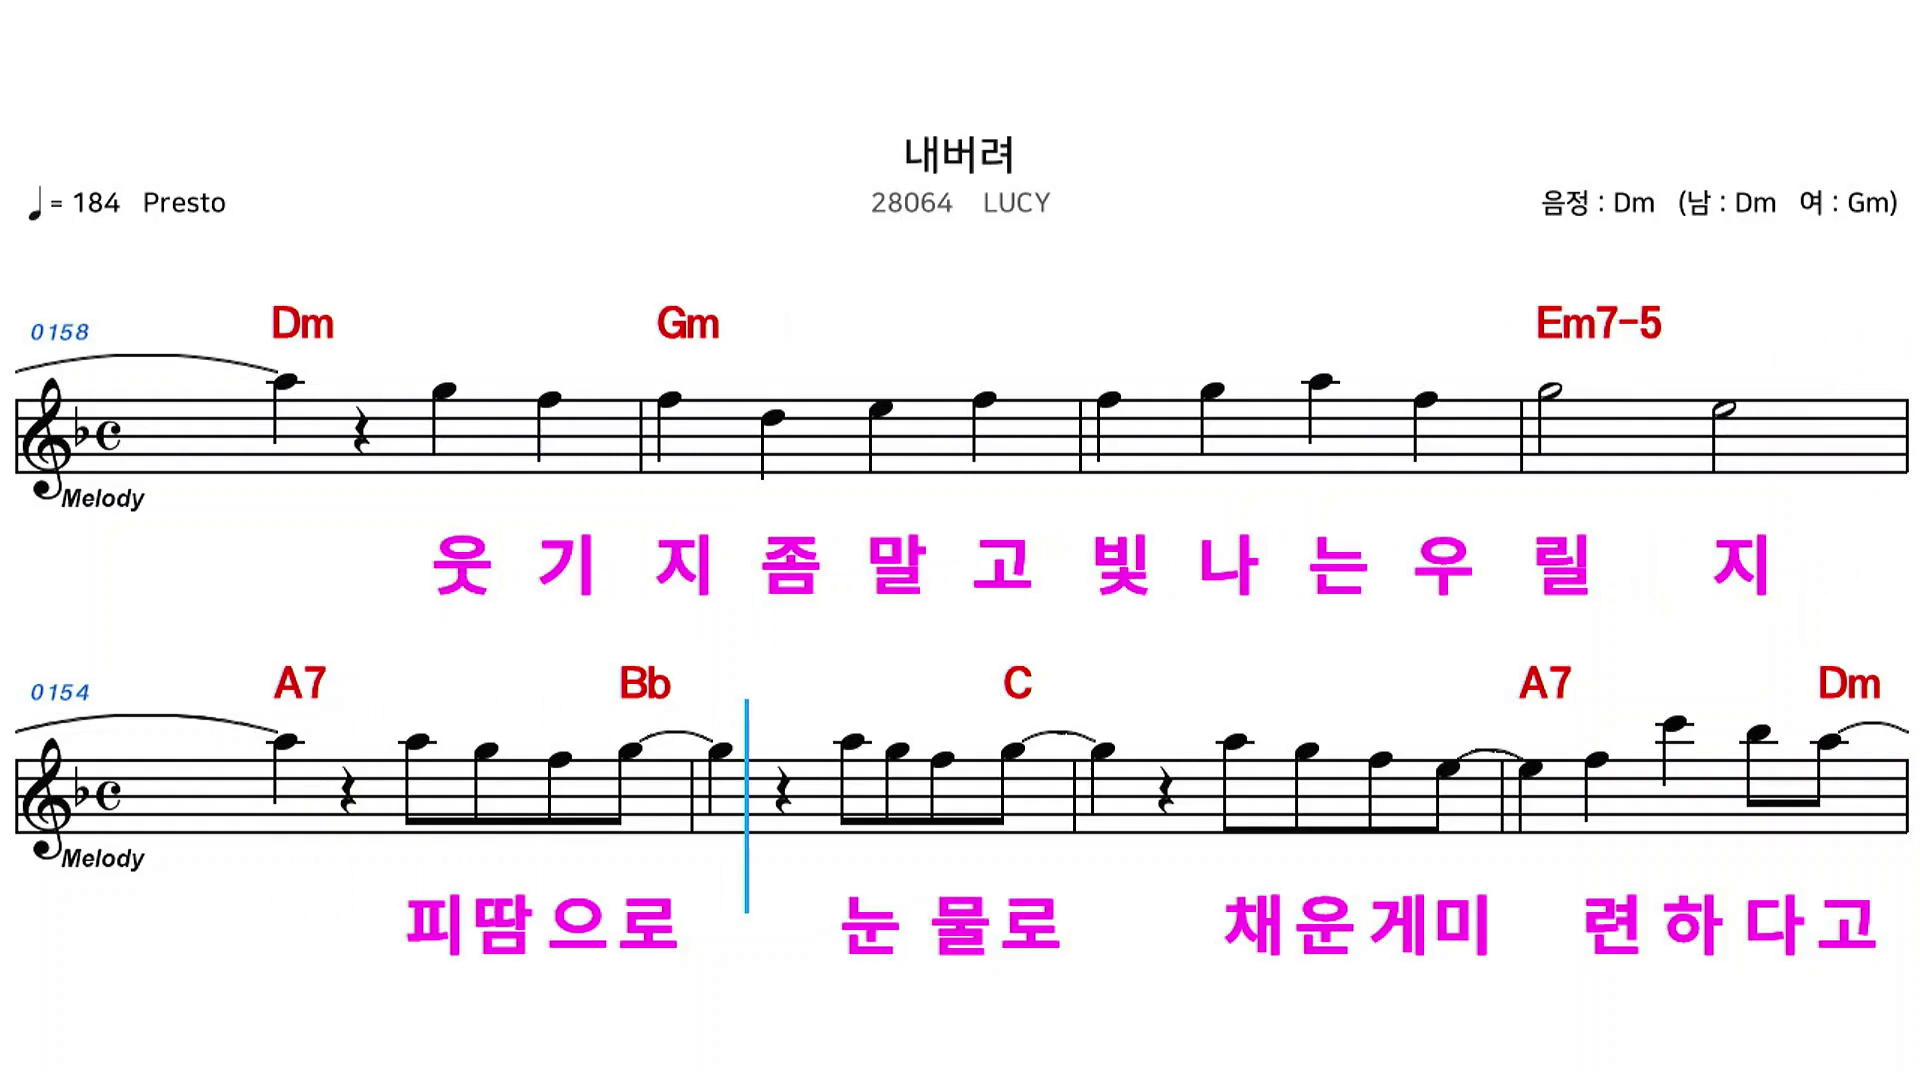 내버려
♩= 184 Presto 28064 LUCY 음정 : Dm (남 : Dm 여 : Gm)
0158 Dm Gm Em7-5
Melody
웃 기 지 좀 말 고 빛 나 는 우 릴 지
0154 A7 Bb C A7 Dm
Melody
피땀으로 눈 물로 채운게미 련 하 다고